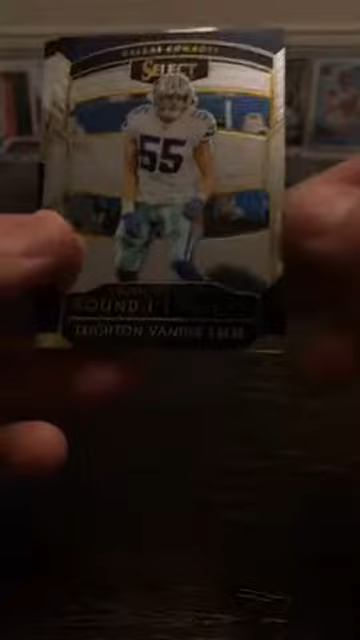 DALLAS COWBOYS
SELECT
55
ROUND 1
LEIGHTON VANDER ESCH